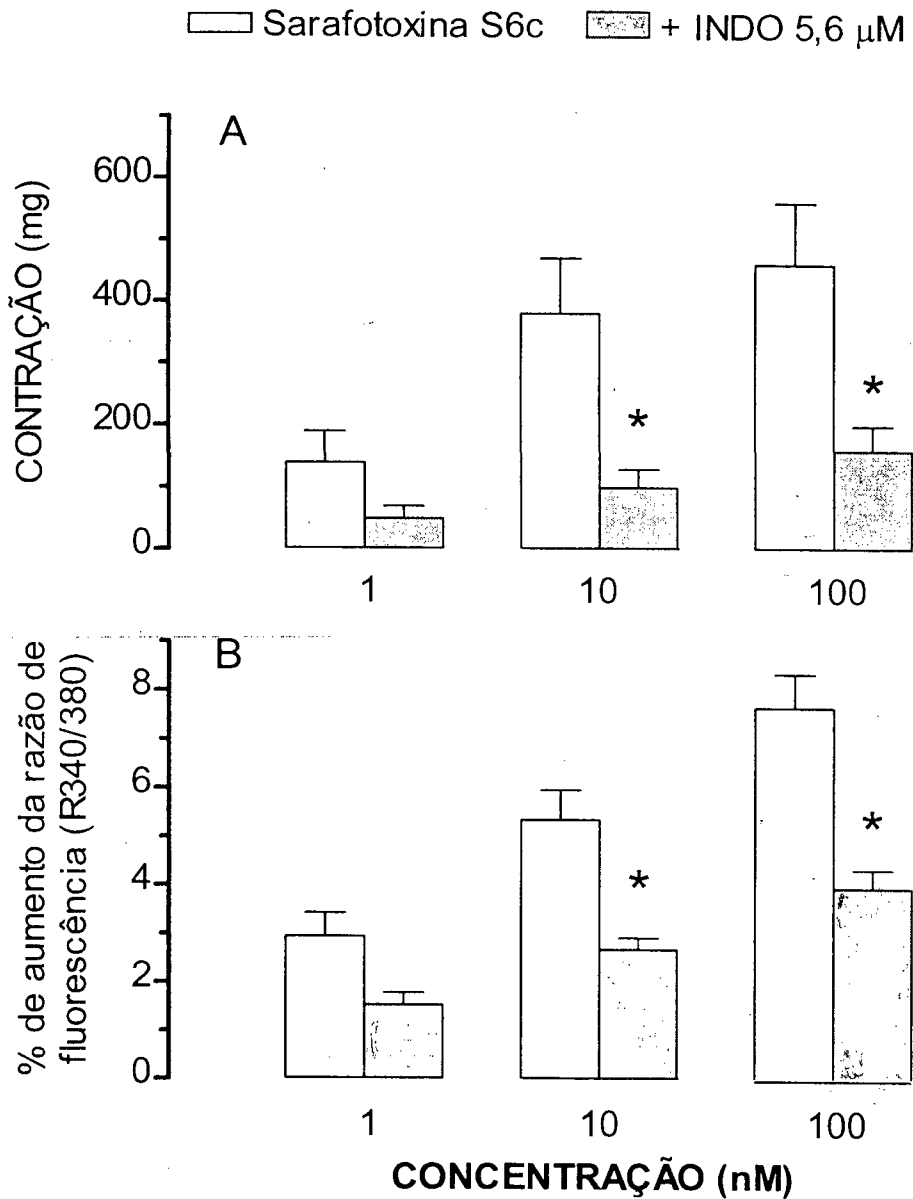 Sarafotoxina S6c + INDO 5,6 μM
A
CONTRAÇÃO (mg)
600
400
200
0
*
*
1 10 100
B
% de aumento da razão de
fluorescência (R340/380)
8
6
4
2
0
*
*
1 10 100
CONCENTRAÇÃO (nM)